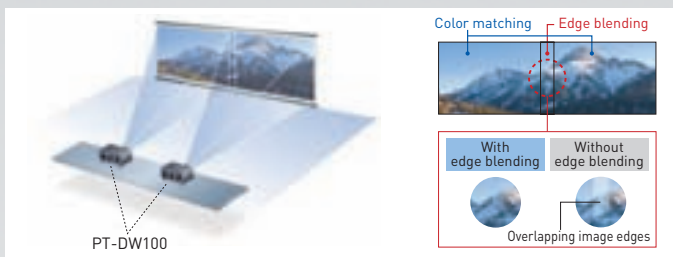 Color matching
Edge blending
With
edge blending
Without
edge blending
Overlapping image edges
PT-DW100